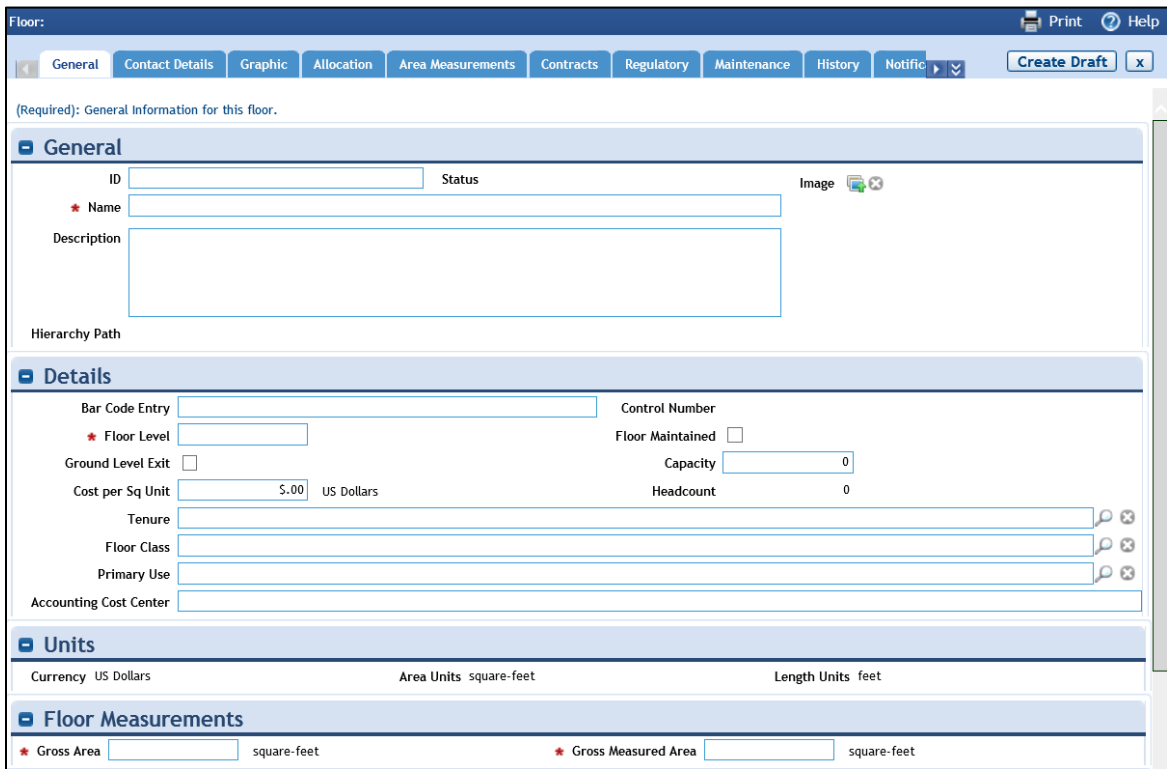 Floor: Print Help
General Contact Details Graphic Allocation Area Measurements Contracts Regulatory Maintenance History Notific Create Draft x
(Required): General Information for this floor.
General
ID Status Image
* Name
Description
Hierarchy Path
Details
Bar Code Entry Control Number
* Floor Level Floor Maintained
Ground Level Exit Capacity 0
Cost per Sq Unit $.00 US Dollars Headcount 0
Tenure
Floor Class
Primary Use
Accounting Cost Center
Units
Currency US Dollars Area Units square-feet Length Units feet
Floor Measurements
* Gross Area square-feet * Gross Measured Area square-feet